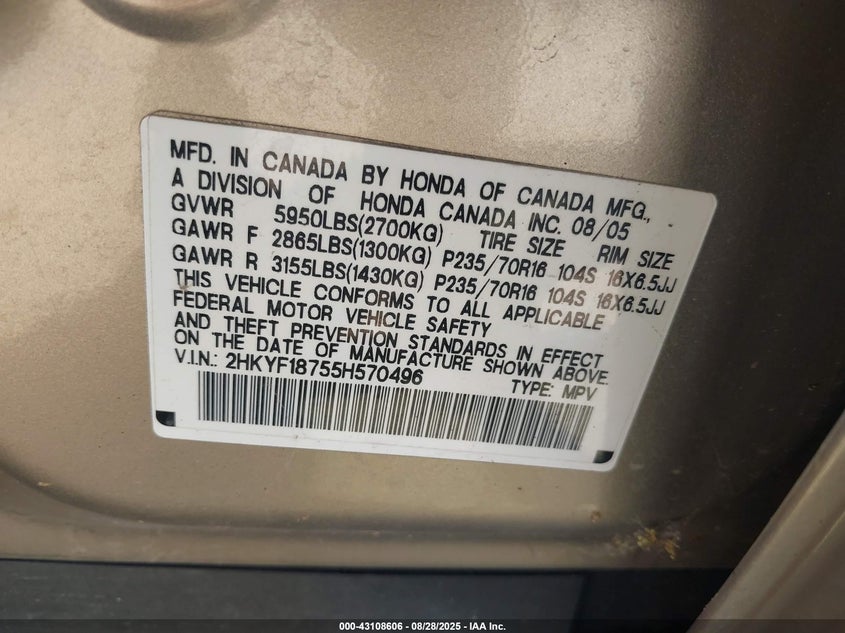 MFD. IN CANADA BY HONDA OF CANADA MFG.,
A DIVISION OF HONDA CANADA INC. 08/05
GVWR 5950LBS(2700KG) TIRE SIZE RIM SIZE
GAWR F 2865LBS(1300KG) P235/70R16 104S 16X6.5JJ
GAWR R 3155LBS(1430KG) P235/70R16 104S 16X6.5JJ
THIS VEHICLE CONFORMS TO ALL APPLICABLE
FEDERAL MOTOR VEHICLE SAFETY
AND THEFT PREVENTION STANDARDS IN EFFECT
ON THE DATE OF MANUFACTURE SHOWN ABOVE.
V.I.N.: 2HKYF18755H570496 TYPE: MPV
000-43108606 | 08/28/2025 - IAA Inc.